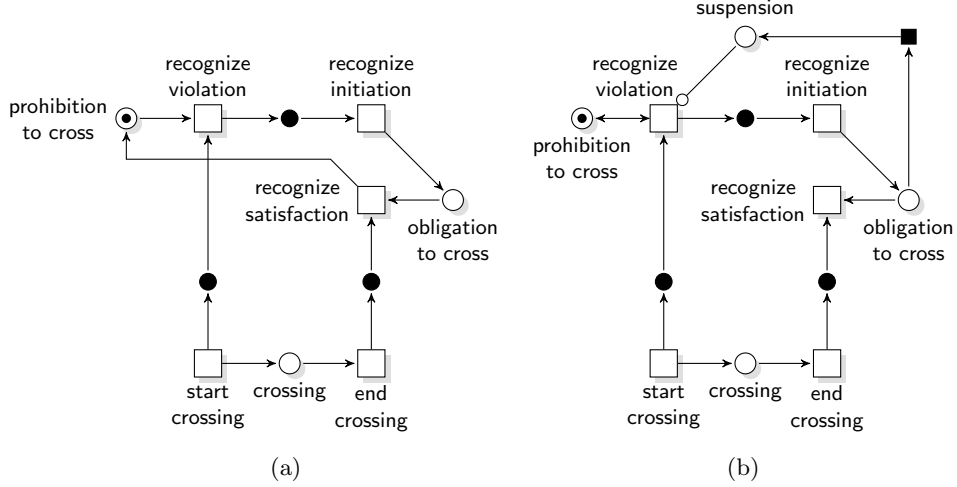 recognize
violation
recognize
initiation
prohibition
to cross
recognize
satisfaction
obligation
to cross
start
crossing
crossing
end
crossing
(a)
suspension
recognize
violation
recognize
initiation
prohibition
to cross
recognize
satisfaction
obligation
to cross
start
crossing
crossing
end
crossing
(b)